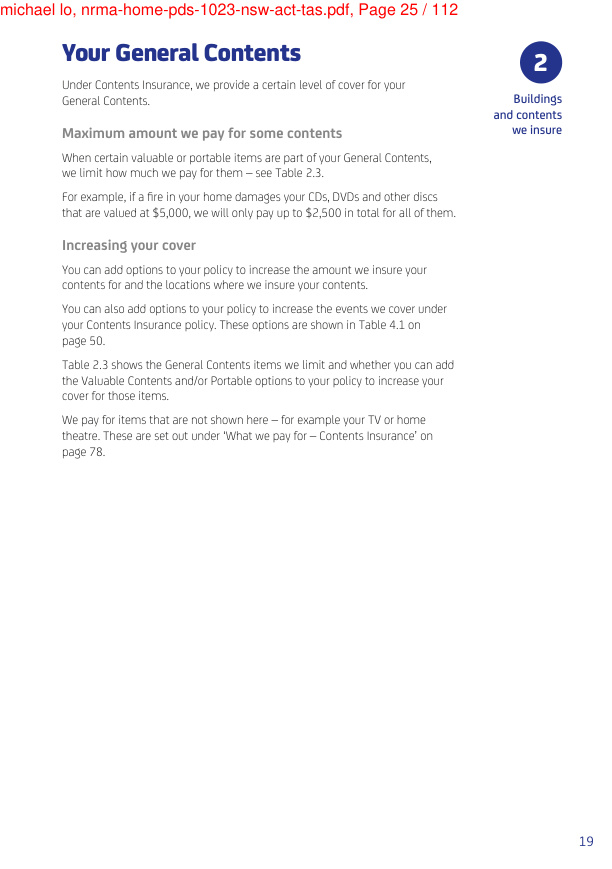 michael lo, nrma-home-pds-1023-nsw-act-tas.pdf, Page 25 / 112
Your General Contents
2
Buildings
and contents
we insure
Under Contents Insurance, we provide a certain level of cover for your
General Contents.
Maximum amount we pay for some contents
When certain valuable or portable items are part of your General Contents,
we limit how much we pay for them – see Table 2.3.
For example, if a fire in your home damages your CDs, DVDs and other discs
that are valued at $5,000, we will only pay up to $2,500 in total for all of them.
Increasing your cover
You can add options to your policy to increase the amount we insure your
contents for and the locations where we insure your contents.
You can also add options to your policy to increase the events we cover under
your Contents Insurance policy. These options are shown in Table 4.1 on
page 50.
Table 2.3 shows the General Contents items we limit and whether you can add
the Valuable Contents and/or Portable options to your policy to increase your
cover for those items.
We pay for items that are not shown here – for example your TV or home
theatre. These are set out under ‘What we pay for – Contents Insurance’ on
page 78.
19